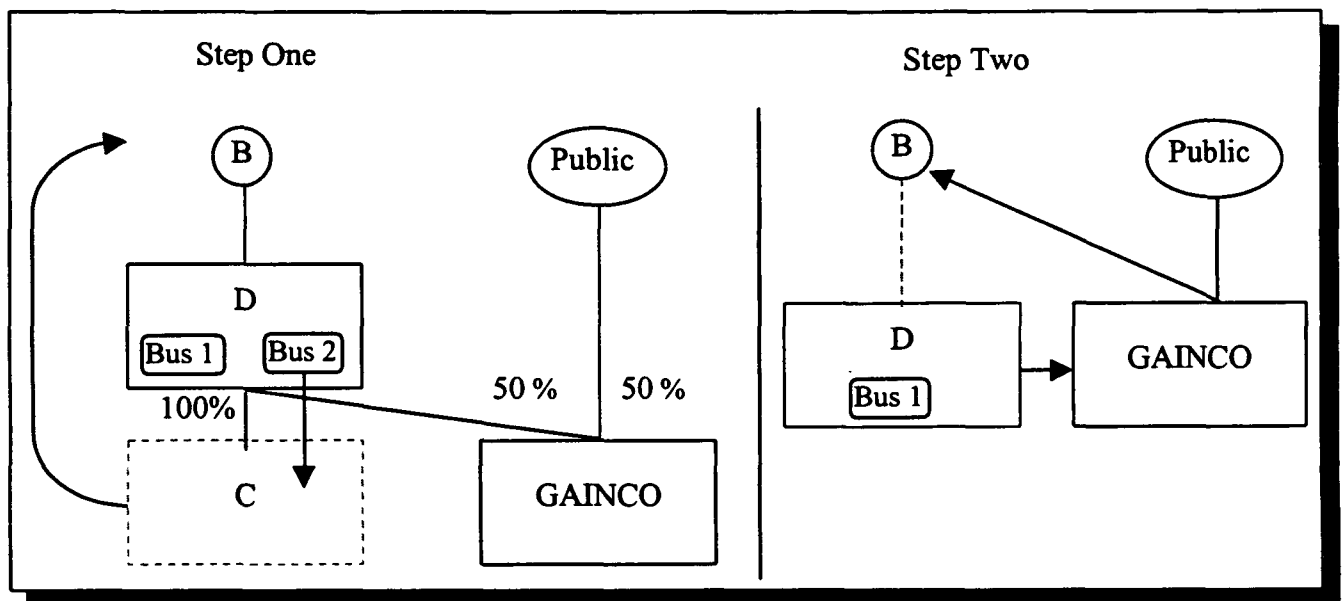 Step One
B
Public
D
Bus 1
Bus 2
100%
50 %
50 %
C
GAINCO
Step Two
B
Public
D
Bus 1
GAINCO